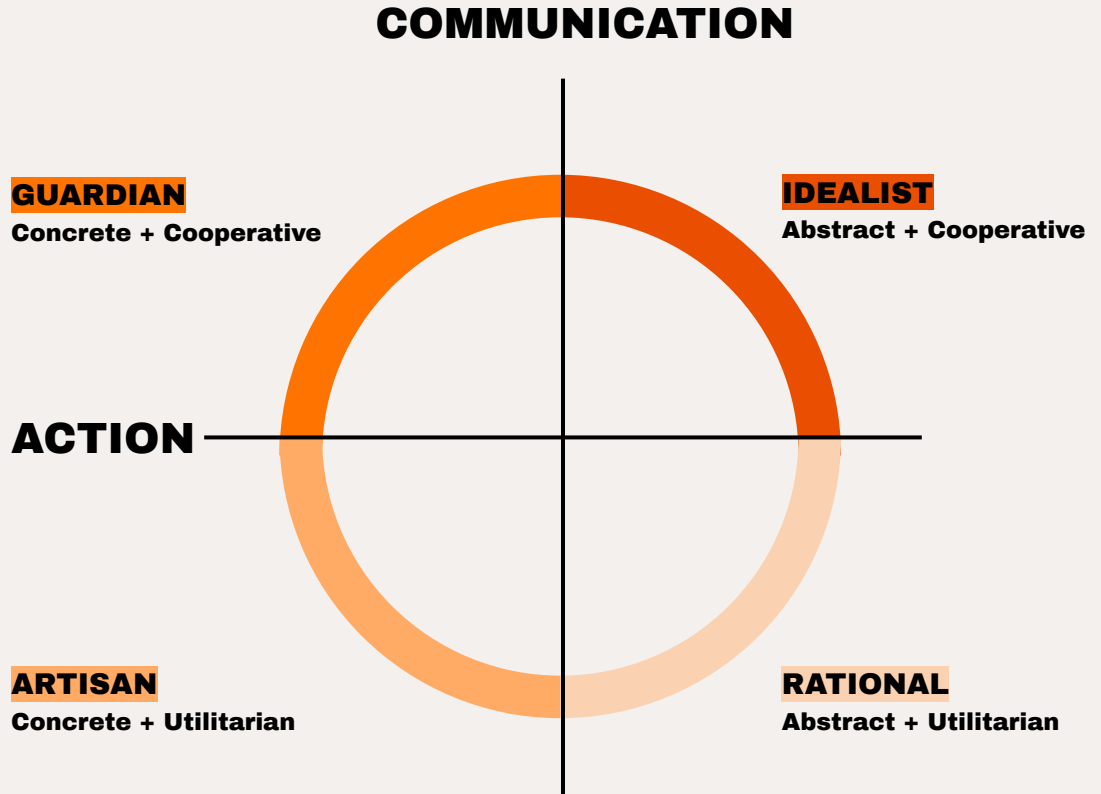 COMMUNICATION
GUARDIAN
Concrete + Cooperative
IDEALIST
Abstract + Cooperative
ACTION
ARTISAN
Concrete + Utilitarian
RATIONAL
Abstract + Utilitarian